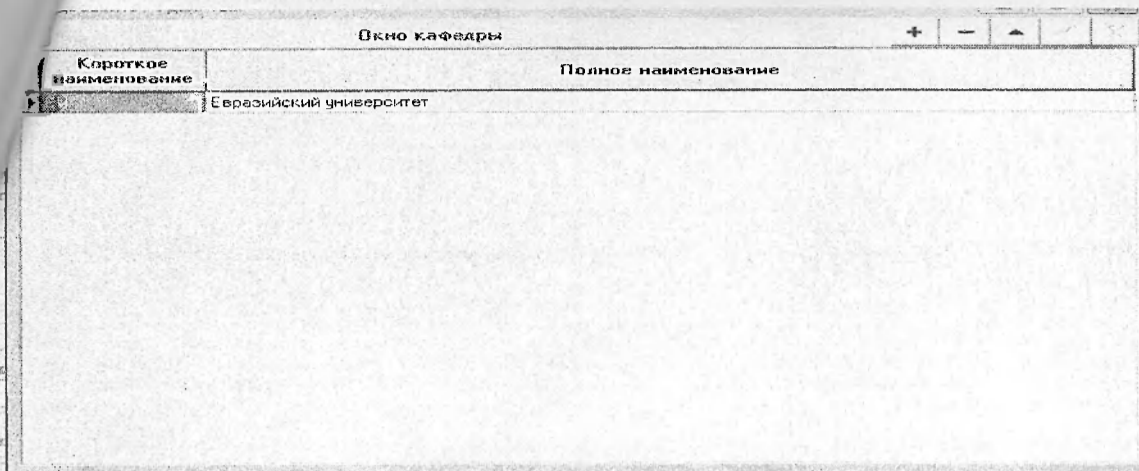 Окно кафедры
Короткое
наименование
Полное наименование
Евразийский университет